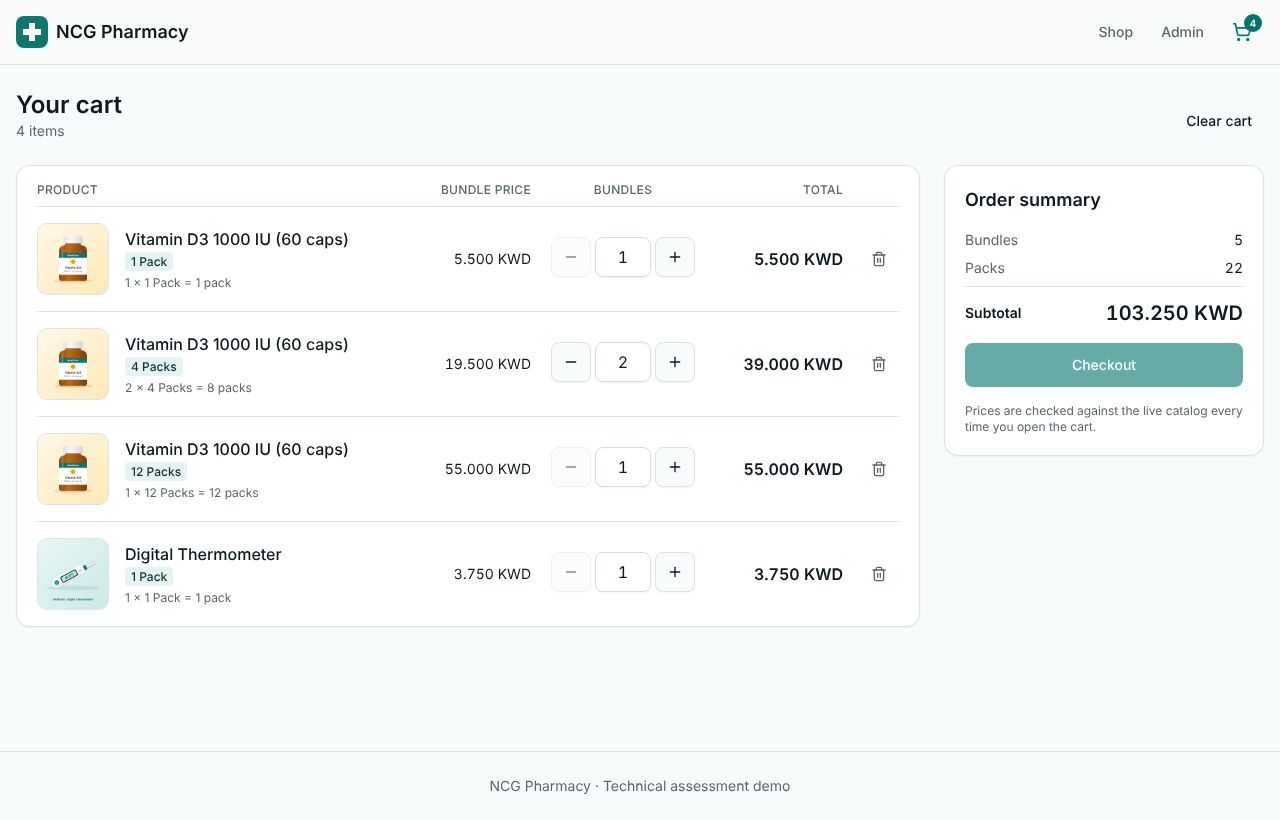 NCG Pharmacy
Shop
Admin
4
Your cart
4 items
Clear cart
PRODUCT BUNDLE PRICE BUNDLES TOTAL
Vitamin D3 1000 IU (60 caps)
1 Pack
1 × 1 Pack = 1 pack
5.500 KWD
1
5.500 KWD
Vitamin D3 1000 IU (60 caps)
4 Packs
2 × 4 Packs = 8 packs
19.500 KWD
2
39.000 KWD
Vitamin D3 1000 IU (60 caps)
12 Packs
1 × 12 Packs = 12 packs
55.000 KWD
1
55.000 KWD
Digital Thermometer
1 Pack
1 × 1 Pack = 1 pack
3.750 KWD
1
3.750 KWD
Order summary
Bundles 5
Packs 22
Subtotal 103.250 KWD
Checkout
Prices are checked against the live catalog every
time you open the cart.
NCG Pharmacy · Technical assessment demo